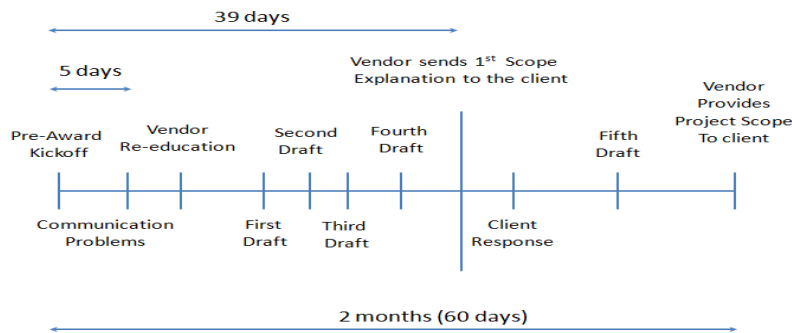 39 days
5 days
Vendor sends 1st Scope
Explanation to the client
Vendor
Provides
Project Scope
To client
Pre-Award
Kickoff
Vendor
Re-education
Second
Draft
Fourth
Draft
Fifth
Draft
Communication
Problems
First
Draft
Third
Draft
Client
Response
2 months (60 days)